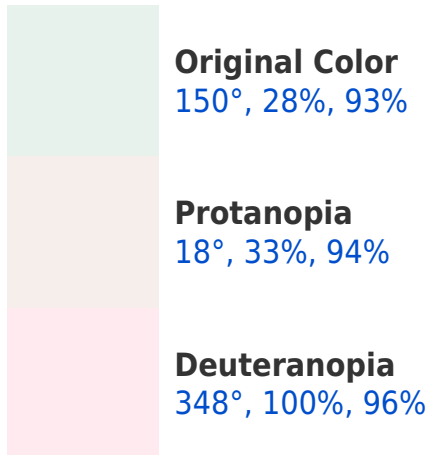 Original Color
150°, 28%, 93%
Protanopia
18°, 33%, 94%
Deuteranopia
348°, 100%, 96%